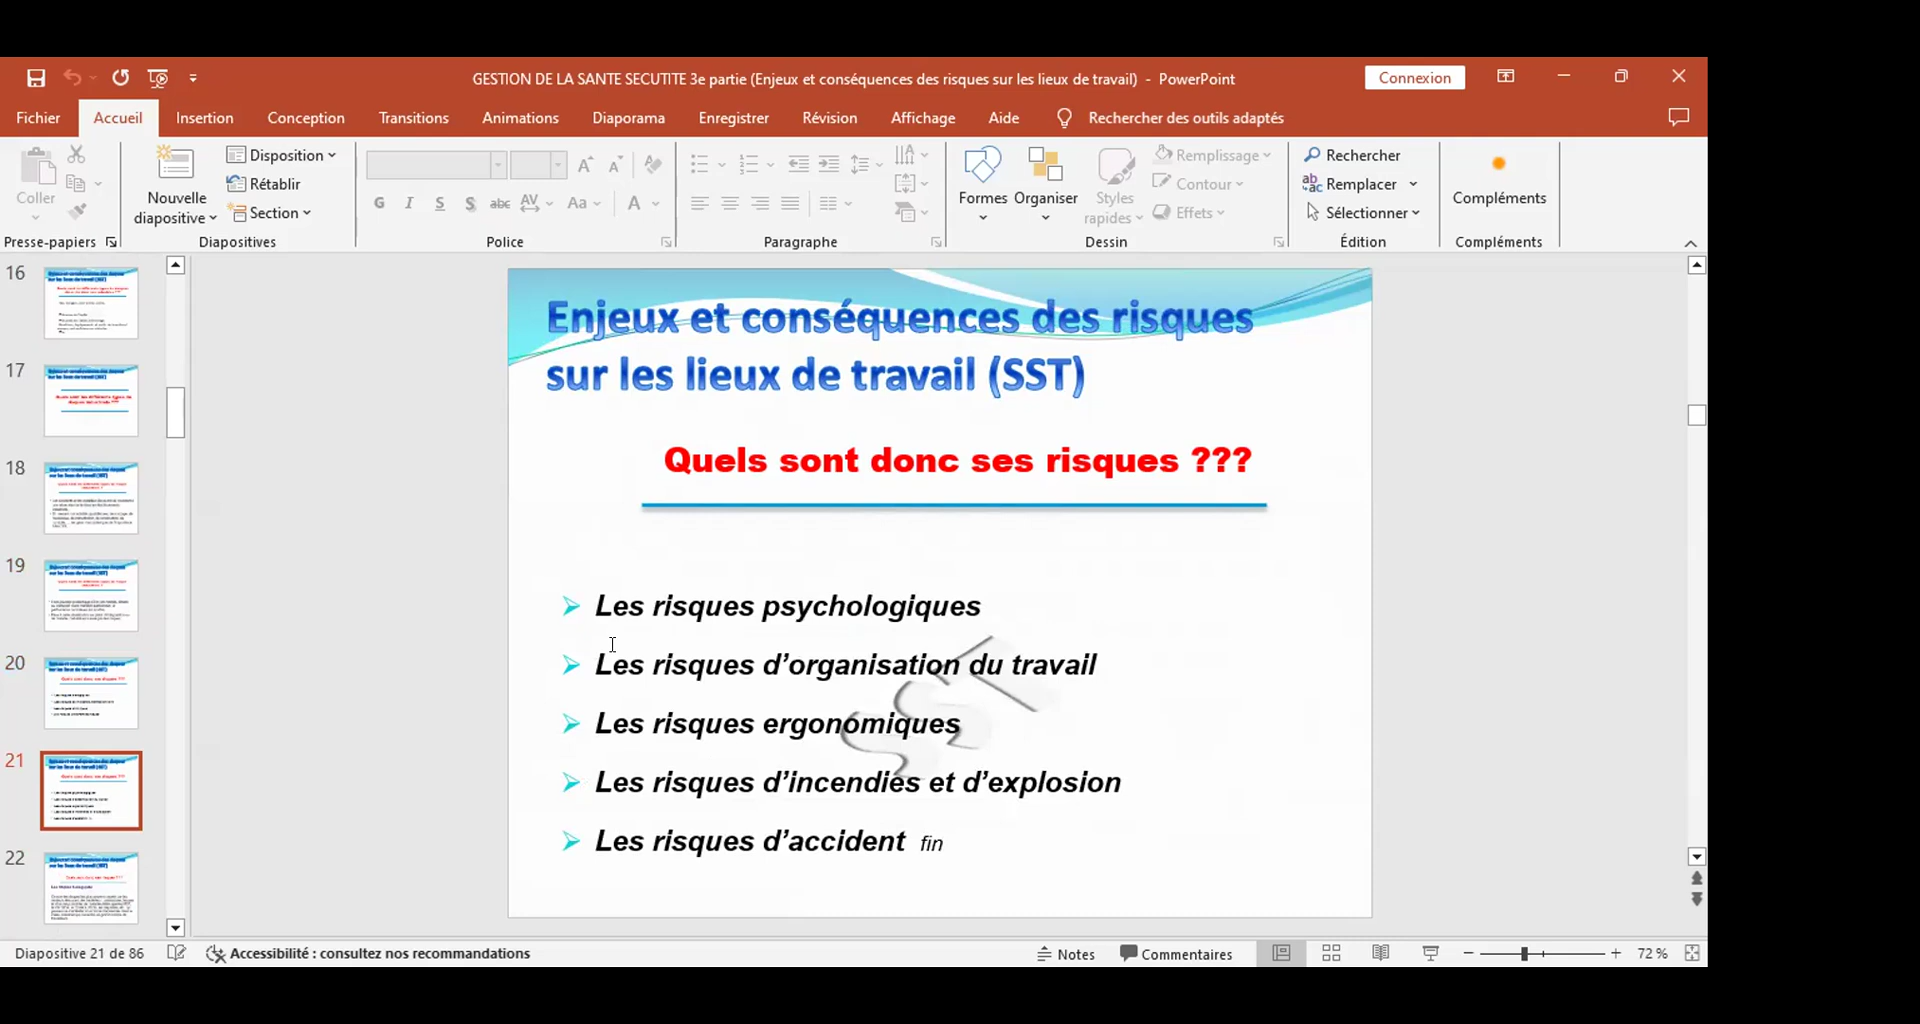 GESTION DE LA SANTE SECUTITE 3e partie (Enjeux et conséquences des risques sur les lieux de travail) - PowerPoint
Connexion
Fichier Accueil Insertion Conception Transitions Animations Diaporama Enregistrer Révision Affichage Aide Rechercher des outils adaptés
Coller
Presse-papiers
Nouvelle
diapositive
Disposition
Rétablir
Section
Diapositives
G I S S abc AV Aa A
Police
Paragraphe
Formes Organiser
Styles
rapides
Remplissage
Contour
Effets
Dessin
Rechercher
Remplacer
Sélectionner
Édition
Compléments
Compléments
16
17
18
19
20
21
22
Enjeux et conséquences des risques
sur les lieux de travail (SST)
Quels sont donc ses risques ???
Les risques psychologiques
Les risques d’organisation du travail
Les risques ergonomiques
Les risques d’incendies et d’explosion
Les risques d’accident fin
SST
Diapositive 21 de 86 Accessibilité : consultez nos recommandations Notes Commentaires 72 %